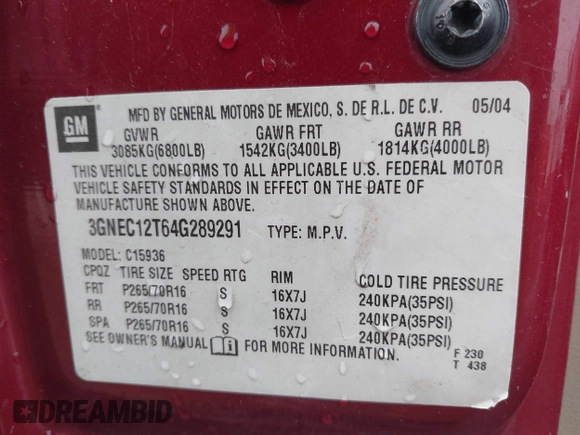 GM
MFD BY GENERAL MOTORS DE MEXICO, S. DE R.L. DE C.V. 05/04
GVWR GAWR FRT GAWR RR
3085KG(6800LB) 1542KG(3400LB) 1814KG(4000LB)
THIS VEHICLE CONFORMS TO ALL APPLICABLE U.S. FEDERAL MOTOR
VEHICLE SAFETY STANDARDS IN EFFECT ON THE DATE OF
MANUFACTURE SHOWN ABOVE.
3GNEC12T64G289291 TYPE: M.P.V.
MODEL: C15936
CPQZ TIRE SIZE SPEED RTG RIM COLD TIRE PRESSURE
FRT P265/70R16 S 16X7J 240KPA(35PSI)
RR P265/70R16 S 16X7J 240KPA(35PSI)
SPA P265/70R16 S 16X7J 240KPA(35PSI)
SEE OWNER'S MANUAL FOR MORE INFORMATION.
F 230
T 438
DREAMBID